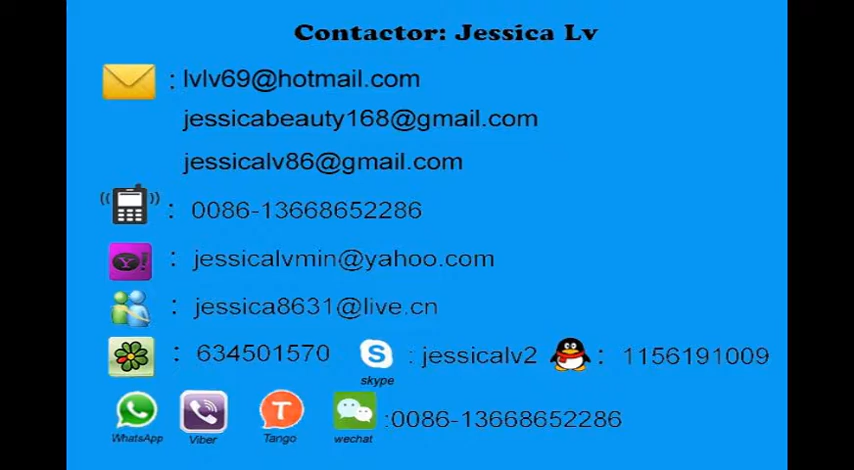 Contactor: Jessica Lv
: lvlv69@hotmail.com
jessicabeauty168@gmail.com
jessicalv86@gmail.com
: 0086-13668652286
Y! : jessicalvmin@yahoo.com
: jessica8631@live.cn
: 634501570 S : jessicalv2 : 1156191009
skype
T :0086-13668652286
WhatsApp Viber Tango wechat